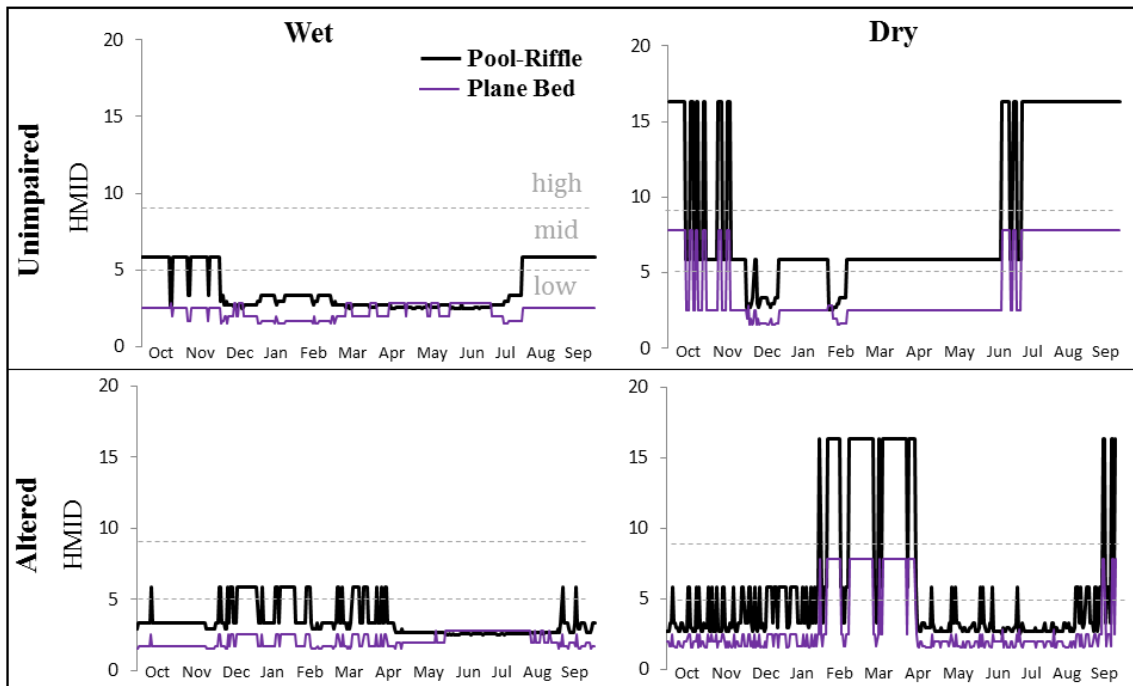 Wet
Dry
Pool-Riffle
Plane Bed
Unimpaired
HMID
20
15
10
5
0
high
mid
low
Oct Nov Dec Jan Feb Mar Apr May Jun Jul Aug Sep
20
15
10
5
0
Oct Nov Dec Jan Feb Mar Apr May Jun Jul Aug Sep
Altered
HMID
20
15
10
5
0
Oct Nov Dec Jan Feb Mar Apr May Jun Jul Aug Sep
20
15
10
5
0
Oct Nov Dec Jan Feb Mar Apr May Jun Jul Aug Sep